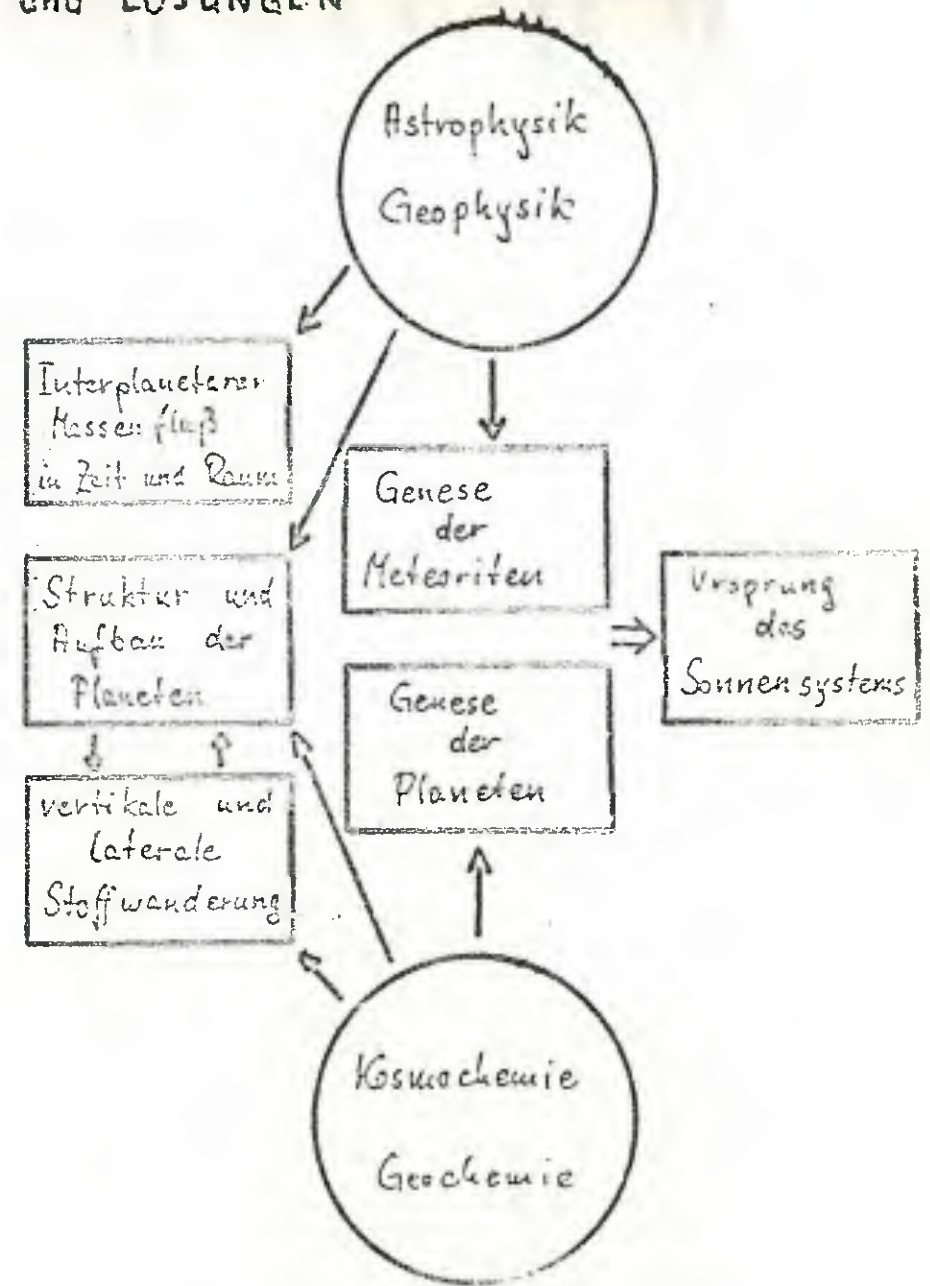 und LÖSUNGEN
Astrophysik
Geophysik
Interplanetarer
Massenfluß
in Zeit und Raum
Genese
der
Meteoriten
Struktur und
Aufbau der
Planeten
Ursprung
des
Sonnensystems
Genese
der
Planeten
vertikale und
laterale
Stoffwanderung
Kosmochemie
Geochemie